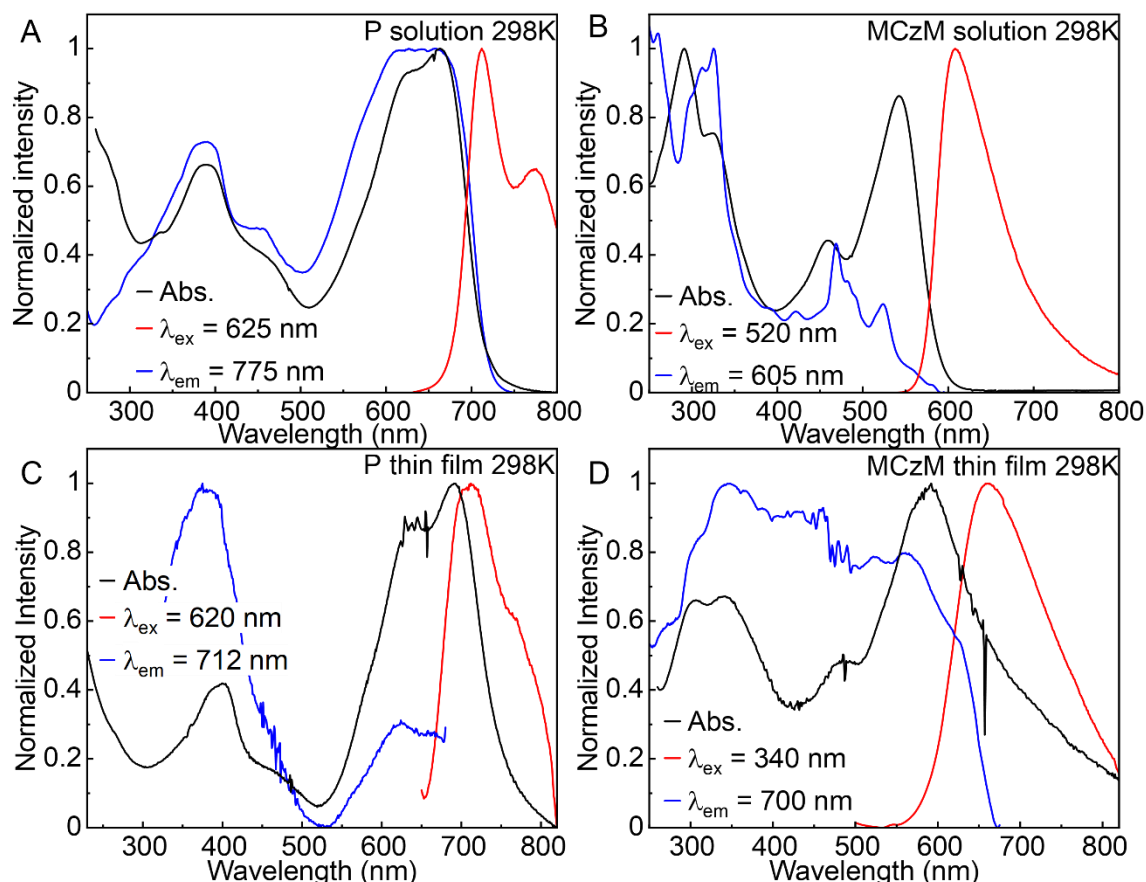 A
P solution 298K
Normalized intensity
1
0.8
0.6
0.4
0.2
0
Abs.
λex = 625 nm
λem = 775 nm
300 400 500 600 700 800
Wavelength (nm)
B
MCzM solution 298K
Normalized Intensity
1
0.8
0.6
0.4
0.2
0
Abs.
λex = 520 nm
λem = 605 nm
300 400 500 600 700 800
Wavelength (nm)
C
P thin film 298K
Normalized Intensity
1
0.8
0.6
0.4
0.2
0
Abs.
λex = 620 nm
λem = 712 nm
300 400 500 600 700 800
Wavelength (nm)
D
MCzM thin film 298K
Normalized Intensity
1
0.8
0.6
0.4
0.2
0
Abs.
λex = 340 nm
λem = 700 nm
300 400 500 600 700 800
Wavelength (nm)